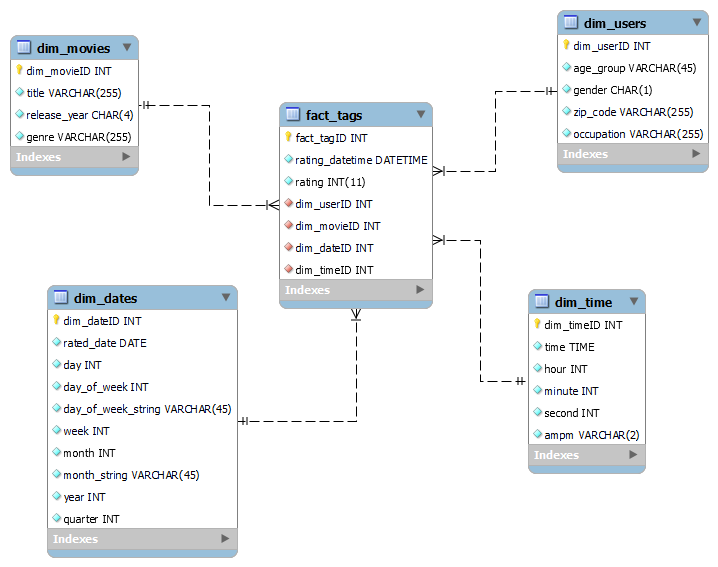 dim_movies
dim_movieID INT
title VARCHAR(255)
release_year CHAR(4)
genre VARCHAR(255)
Indexes
dim_users
dim_userID INT
age_group VARCHAR(45)
gender CHAR(1)
zip_code VARCHAR(255)
occupation VARCHAR(255)
Indexes
fact_tags
fact_tagID INT
rating_datetime DATETIME
rating INT(11)
dim_userID INT
dim_movieID INT
dim_dateID INT
dim_timeID INT
Indexes
dim_dates
dim_dateID INT
rated_date DATE
day INT
day_of_week INT
day_of_week_string VARCHAR(45)
week INT
month INT
month_string VARCHAR(45)
year INT
quarter INT
Indexes
dim_time
dim_timeID INT
time TIME
hour INT
minute INT
second INT
ampm VARCHAR(2)
Indexes